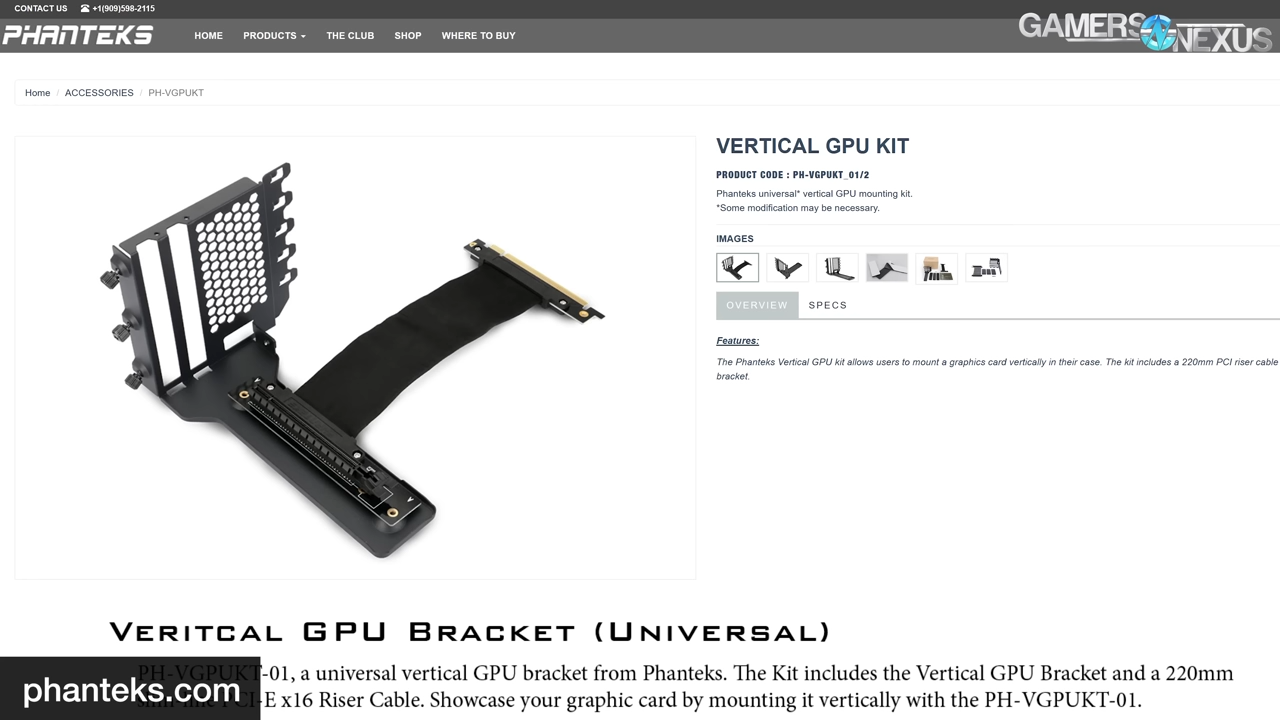 CONTACT US +1(909)598-2115
PHANTEKS HOME PRODUCTS THE CLUB SHOP WHERE TO BUY
GAMERS NEXUS
Home / ACCESSORIES / PH-VGPUKT
VERTICAL GPU KIT
PRODUCT CODE : PH-VGPUKT_01/2
Phanteks universal* vertical GPU mounting kit.
*Some modification may be necessary.
IMAGES
OVERVIEW SPECS
Features:
The Phanteks Vertical GPU kit allows users to mount a graphics card vertically in their case. The kit includes a 220mm PCI riser cable
bracket.
VERITCAL GPU BRACKET (UNIVERSAL)
PH-VGPUKT-01, a universal vertical GPU bracket from Phanteks. The Kit includes the Vertical GPU Bracket and a 220mm
PCI-E x16 Riser Cable. Showcase your graphic card by mounting it vertically with the PH-VGPUKT-01.
phanteks.com